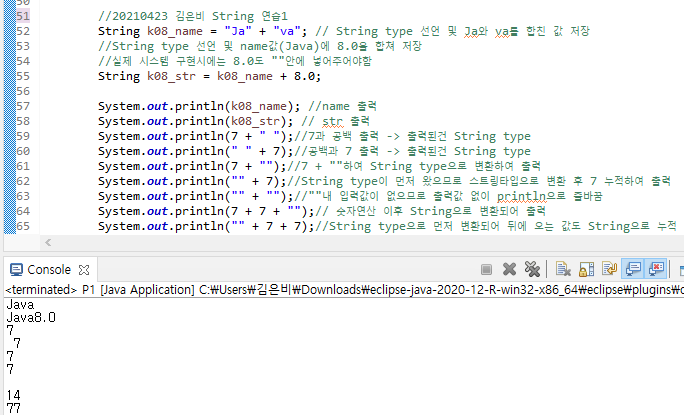 51 //20210423 김은비 String 연습1
52 String k08_name = "Ja" + "va"; // String type 선언 및 Ja와 va를 합친 값 저장
53 //String type 선언 및 name값(Java)에 8.0을 합쳐 저장
54 //실제 시스템 구현시에는 8.0도 ""안에 넣어주어야함
55 String k08_str = k08_name + 8.0;
56
57 System.out.println(k08_name); //name 출력
58 System.out.println(k08_str); // str 출력
59 System.out.println(7 + " ");//7과 공백 출력 -> 출력된건 String type
60 System.out.println(" " + 7);//공백과 7 출력 -> 출력된건 String type
61 System.out.println(7 + "");//7 + ""하여 String type으로 변환하여 출력
62 System.out.println("" + 7);//String type이 먼저 왔으므로 스트링타입으로 변환 후 7 누적하여 출력
63 System.out.println("" + "");//""내 입력값이 없으므로 출력값 없이 println으로 줄바꿈
64 System.out.println(7 + 7 + "");// 숫자연산 이후 String으로 변환되어 출력
65 System.out.println("" + 7 + 7);//String type으로 먼저 변환되어 뒤에 오는 값도 String으로 누적
Console
<terminated> P1 [Java Application] C:\Users\김은비\Downloads\eclipse-java-2020-12-R-win32-x86_64\eclipse\plugins\
Java
Java8.0
7
 7
7
7

14
77